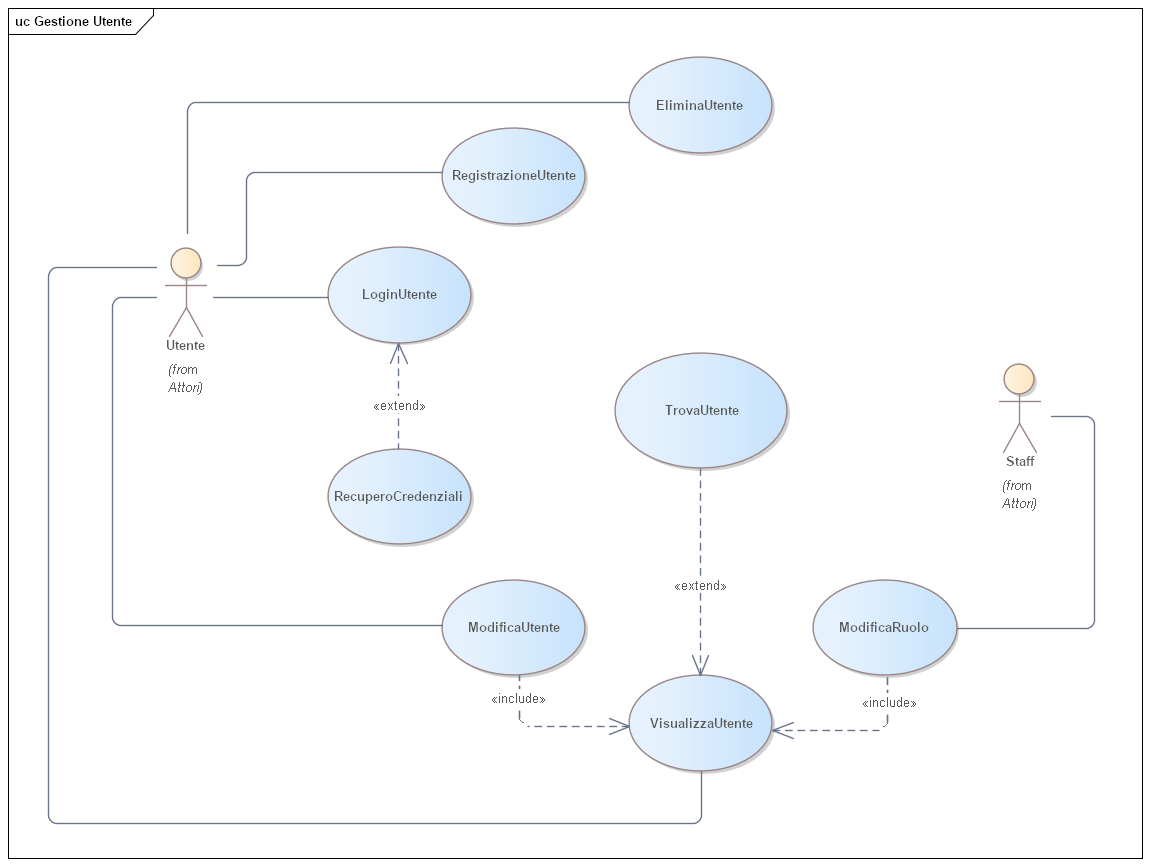 uc Gestione Utente
EliminaUtente
RegistrazioneUtente
LoginUtente
Utente
(from
Attori)
«extend»
TrovaUtente
Staff
(from
Attori)
RecuperoCredenziali
«extend»
ModificaUtente
ModificaRuolo
«include»
«include»
VisualizzaUtente